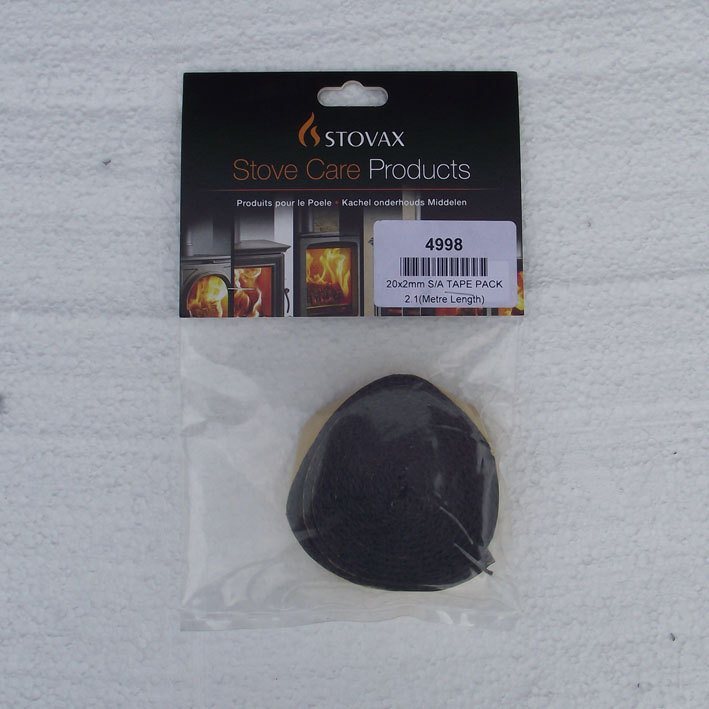 STOVAX
Stove Care Products
Produits pour le Poele • Kachel onderhouds Middelen
4998
20x2mm S/A TAPE PACK
2.1(Metre Length)